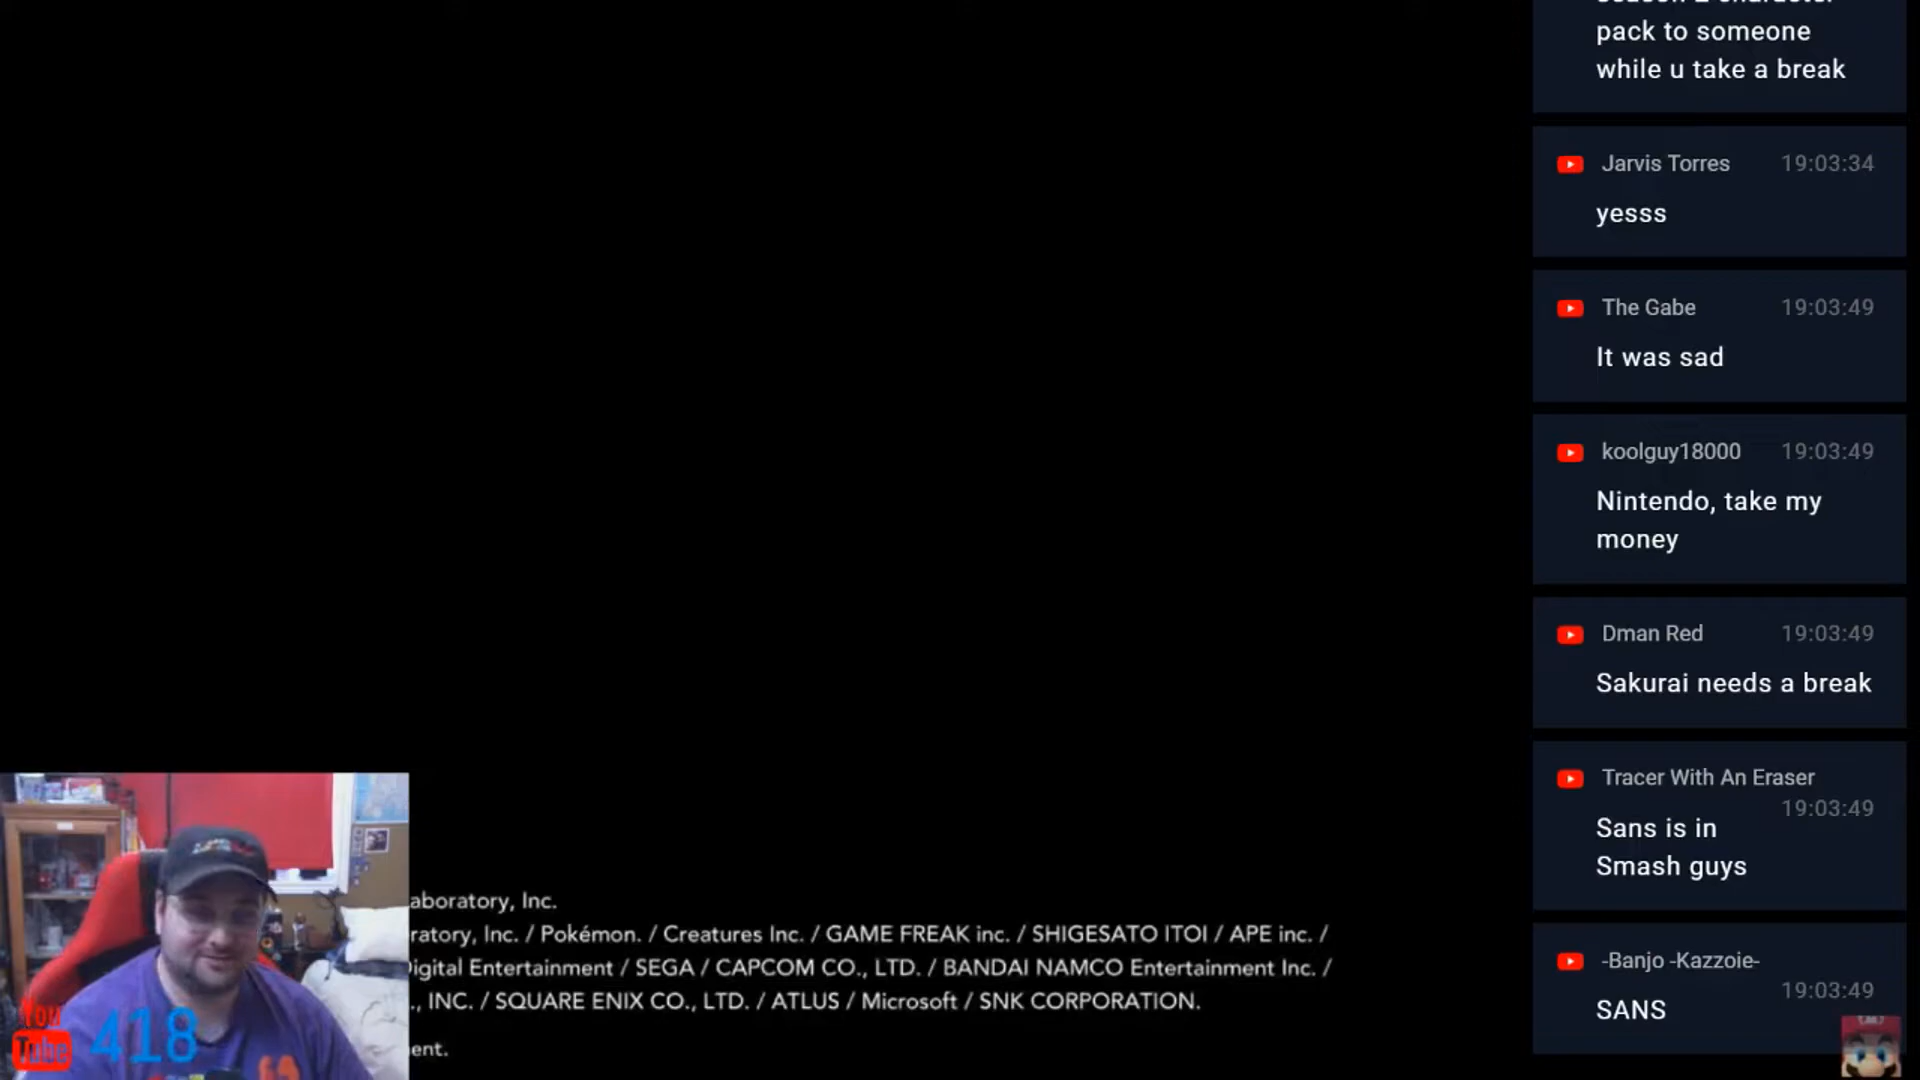 pack to someone
while u take a break
Jarvis Torres 19:03:34
yesss
The Gabe 19:03:49
It was sad
koolguy18000 19:03:49
Nintendo, take my
money
Dman Red 19:03:49
Sakurai needs a break
Tracer With An Eraser
19:03:49
Sans is in
Smash guys
-Banjo -Kazzoie-
19:03:49
SANS
aboratory, Inc.
ratory, Inc. / Pokémon. / Creatures Inc. / GAME FREAK inc. / SHIGESATO ITOI / APE inc. /
igital Entertainment / SEGA / CAPCOM CO., LTD. / BANDAI NAMCO Entertainment Inc. /
., INC. / SQUARE ENIX CO., LTD. / ATLUS / Microsoft / SNK CORPORATION.
ent.
You
Tube 418